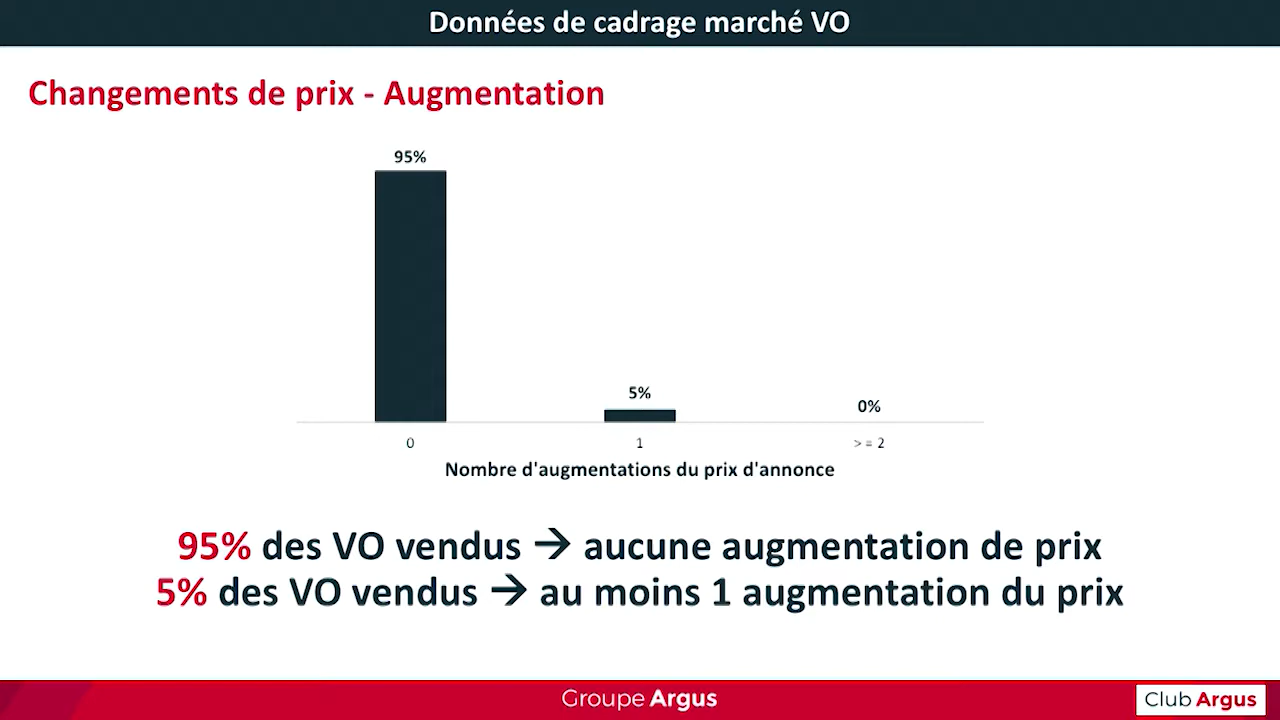 Données de cadrage marché VO
Changements de prix - Augmentation
95%
5%
0%
0
1
> = 2
Nombre d'augmentations du prix d'annonce
95% des VO vendus → aucune augmentation de prix
5% des VO vendus → au moins 1 augmentation du prix
Groupe Argus
Club Argus